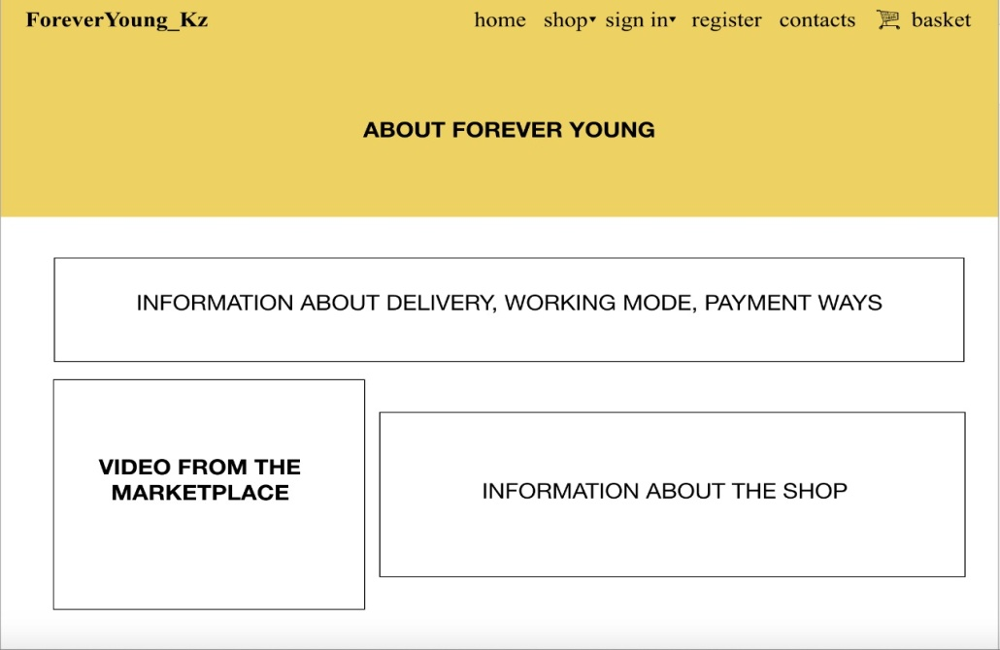 ForeverYoung_Kz home shop▾ sign in▾ register contacts basket
ABOUT FOREVER YOUNG
INFORMATION ABOUT DELIVERY, WORKING MODE, PAYMENT WAYS
VIDEO FROM THE
MARKETPLACE
INFORMATION ABOUT THE SHOP